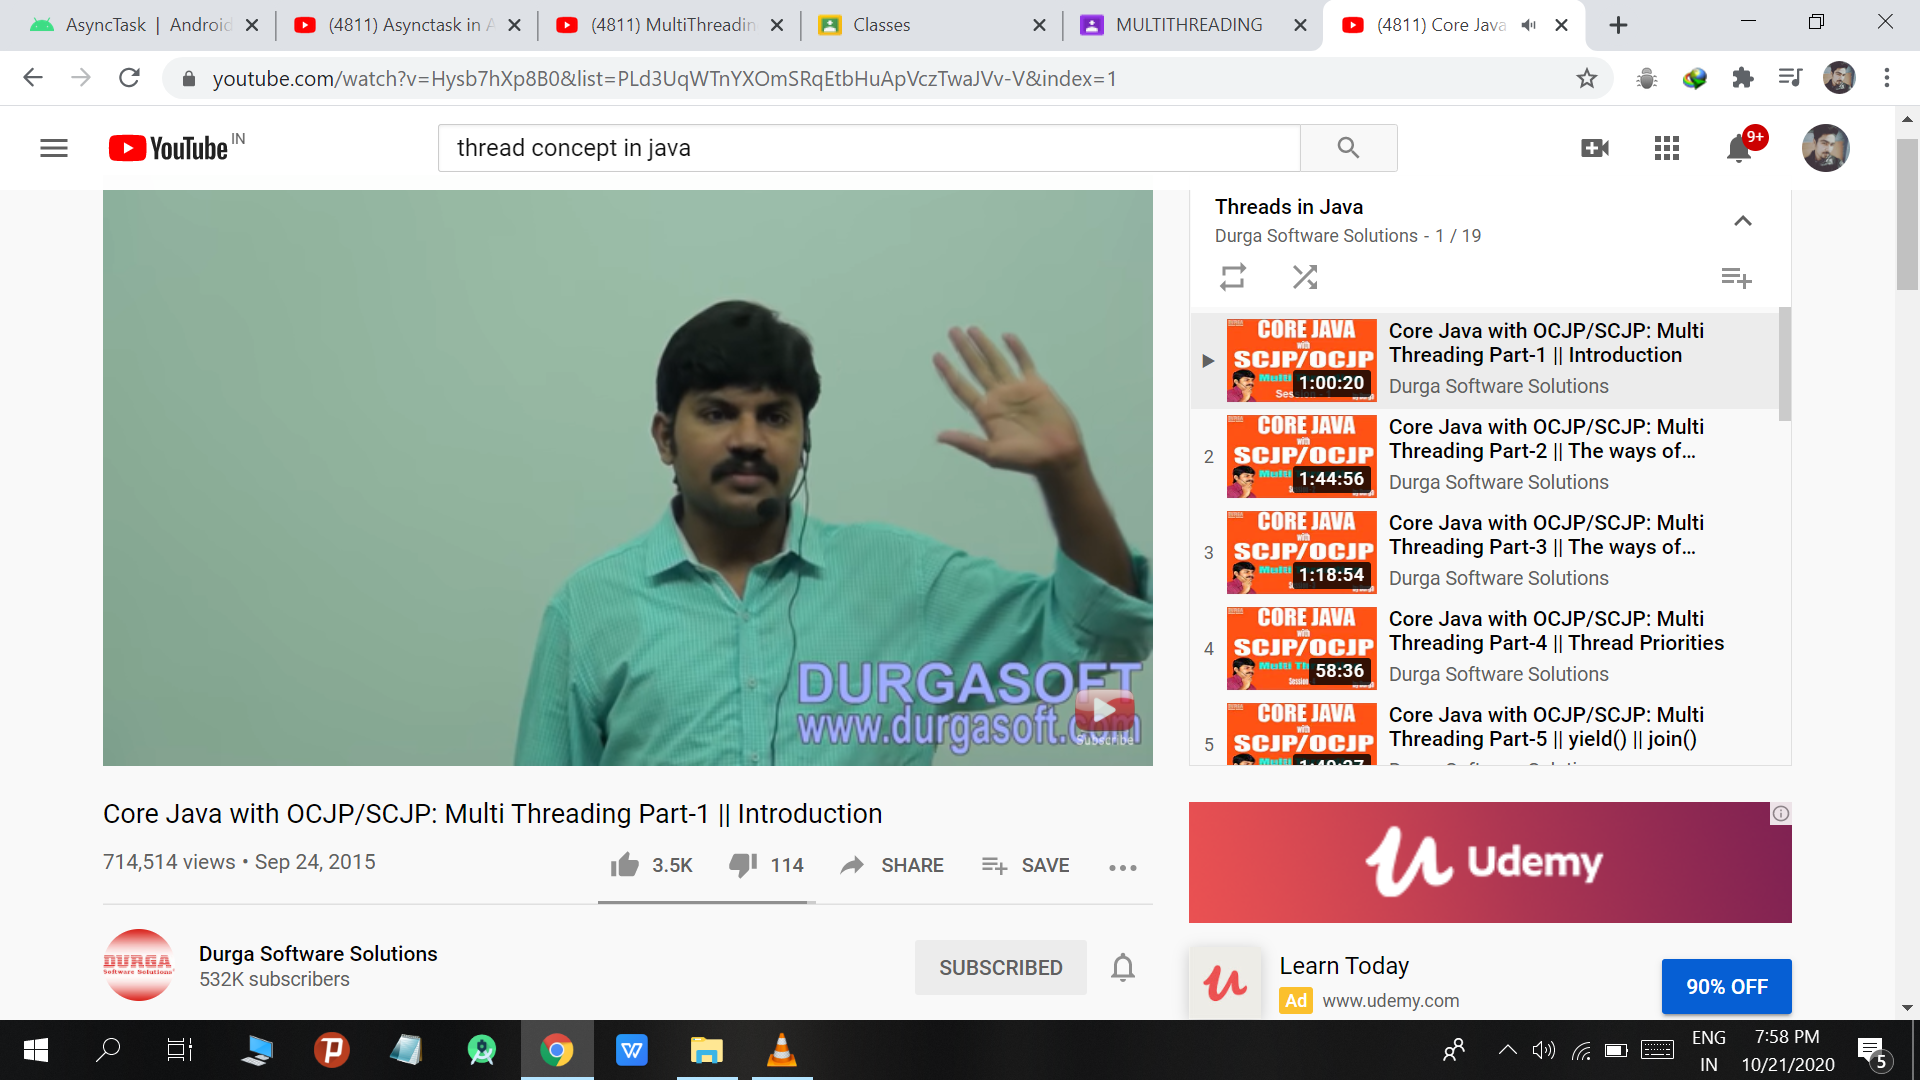 AsyncTask | Android
(4811) Asynctask in A
(4811) MultiThreadin
Classes
MULTITHREADING
(4811) Core Java
youtube.com/watch?v=Hysb7hXp8B0&list=PLd3UqWTnYXOmSRqEtbHuApVczTwaJVv-V&index=1
YouTube IN
thread concept in java
9+
DURGASOFT
www.durgasoft.com
Subscribe
Threads in Java
Durga Software Solutions - 1 / 19
CORE JAVA
with
SCJP/OCJP
1:00:20
Core Java with OCJP/SCJP: Multi
Threading Part-1 || Introduction
Durga Software Solutions
2
CORE JAVA
with
SCJP/OCJP
Multi
1:44:56
Core Java with OCJP/SCJP: Multi
Threading Part-2 || The ways of...
Durga Software Solutions
3
CORE JAVA
with
SCJP/OCJP
Multi
1:18:54
Core Java with OCJP/SCJP: Multi
Threading Part-3 || The ways of...
Durga Software Solutions
4
CORE JAVA
with
SCJP/OCJP
58:36
Core Java with OCJP/SCJP: Multi
Threading Part-4 || Thread Priorities
Durga Software Solutions
5
CORE JAVA
with
SCJP/OCJP
Core Java with OCJP/SCJP: Multi
Threading Part-5 || yield() || join()
Core Java with OCJP/SCJP: Multi Threading Part-1 || Introduction
714,514 views • Sep 24, 2015
3.5K
114
SHARE
SAVE
DURGA
Software Solutions
Durga Software Solutions
532K subscribers
SUBSCRIBED
Udemy
Learn Today
Ad www.udemy.com
90% OFF
ENG
IN
7:58 PM
10/21/2020
5